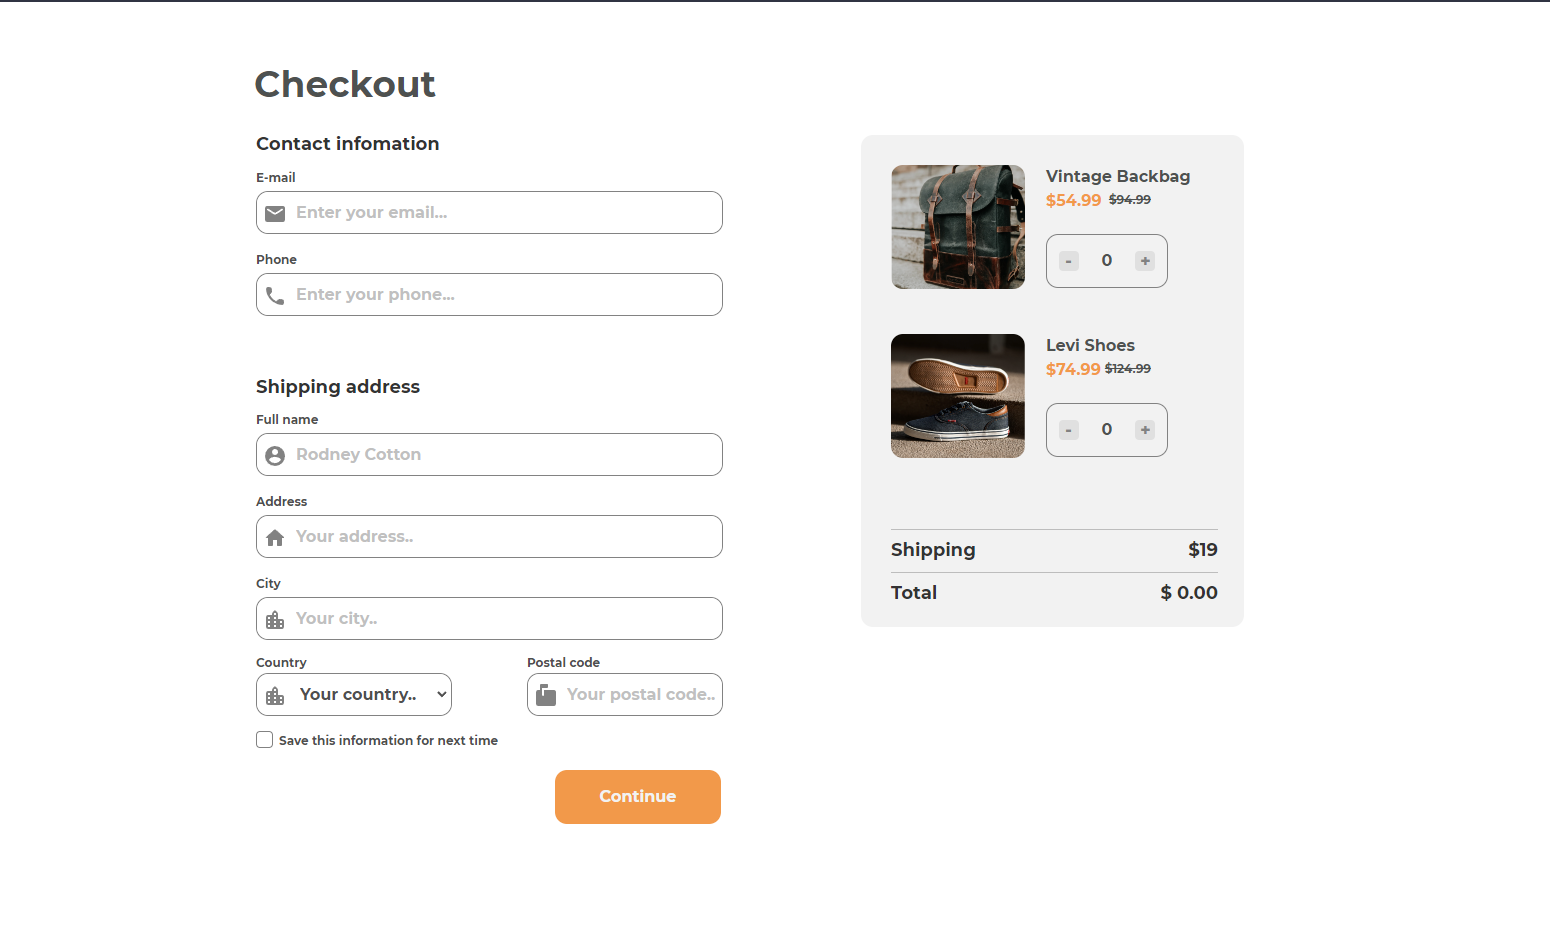 Checkout
Contact infomation
E-mail
Enter your email...
Phone
Enter your phone...
Shipping address
Full name
Rodney Cotton
Address
Your address..
City
Your city..
Country
Postal code
Your country..
Your postal code..
Save this information for next time
Continue
Vintage Backbag
$54.99 $94.99
- 0 +
Levi Shoes
$74.99 $124.99
- 0 +
Shipping $19
Total $ 0.00